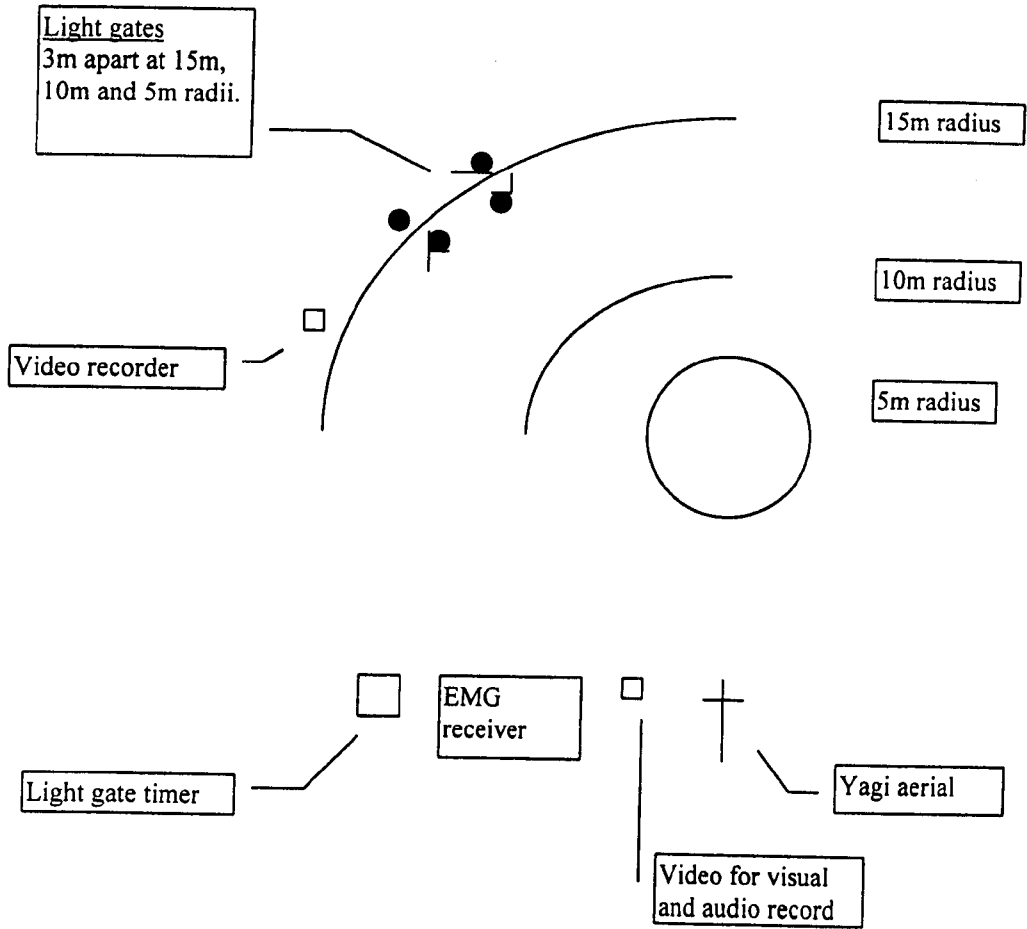 Light gates
3m apart at 15m,
10m and 5m radii.
15m radius
10m radius
Video recorder
5m radius
EMG
receiver
Light gate timer
Yagi aerial
Video for visual
and audio record